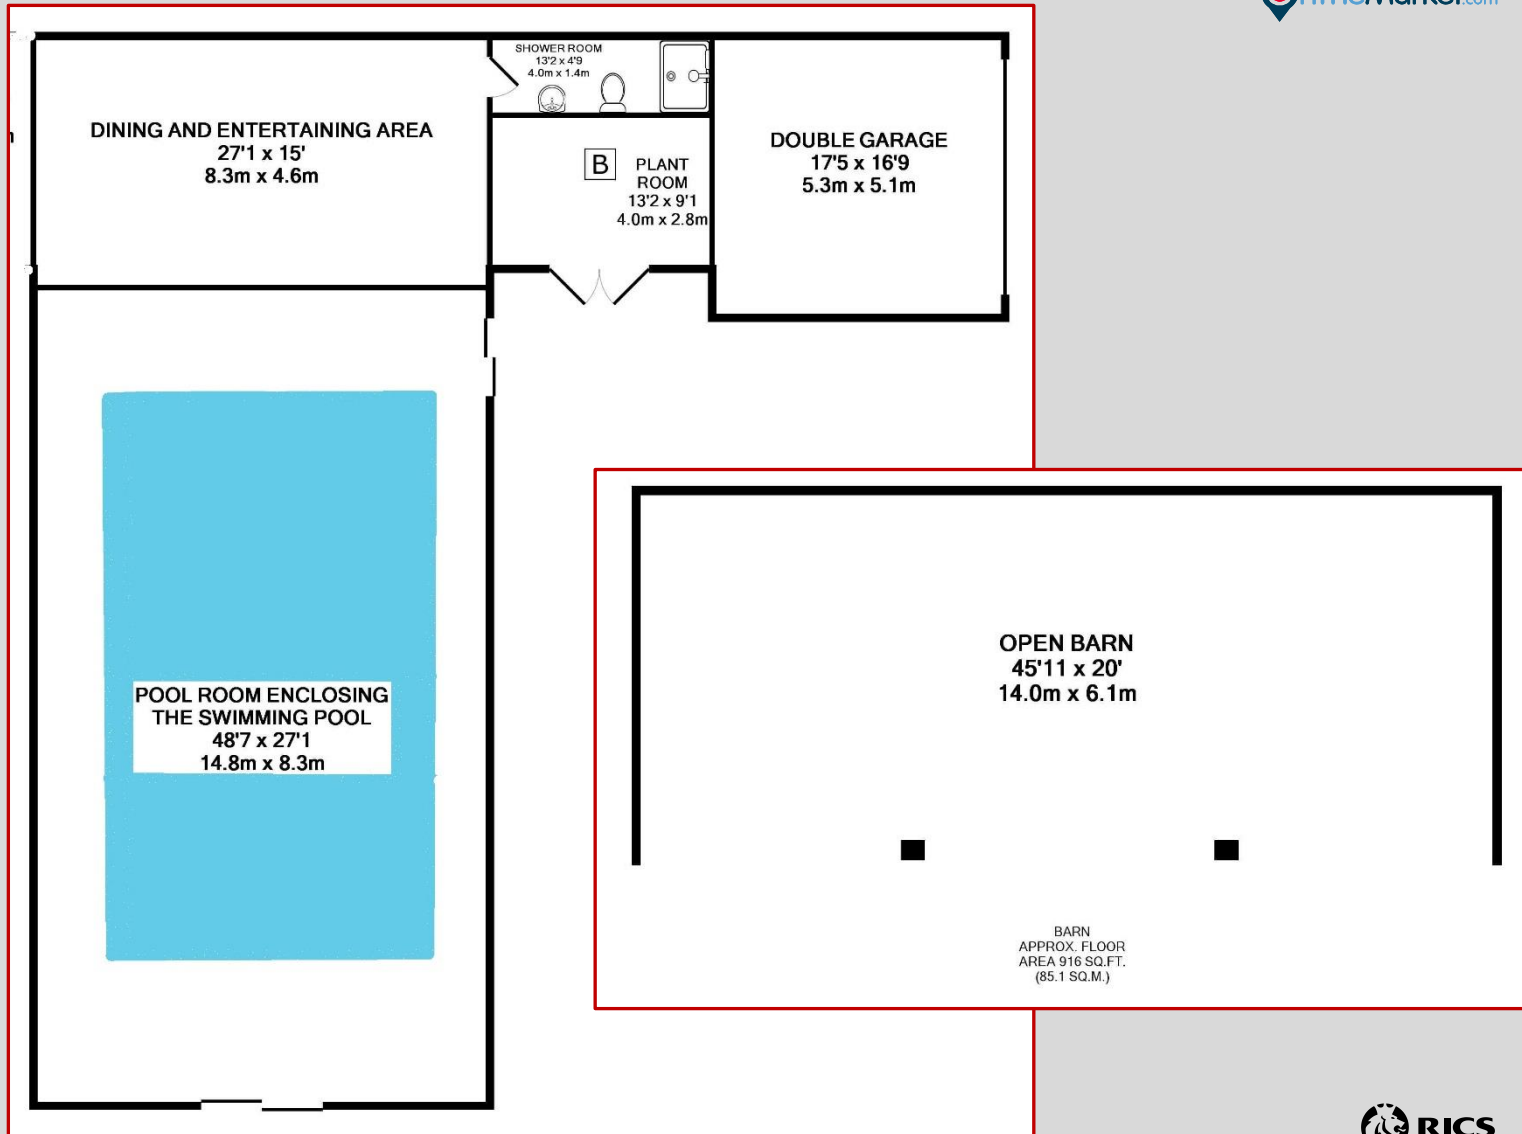 OnTheMarket.com
SHOWER ROOM
13'2 x 4'9
4.0m x 1.4m
DINING AND ENTERTAINING AREA
27'1 x 15'
8.3m x 4.6m
B
PLANT
ROOM
13'2 x 9'1
4.0m x 2.8m
DOUBLE GARAGE
17'5 x 16'9
5.3m x 5.1m
POOL ROOM ENCLOSING
THE SWIMMING POOL
48'7 x 27'1
14.8m x 8.3m
OPEN BARN
45'11 x 20'
14.0m x 6.1m
BARN
APPROX. FLOOR
AREA 916 SQ.FT.
(85.1 SQ.M.)
RICS